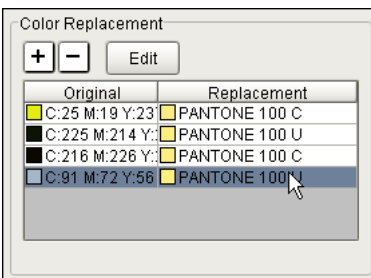 Color Replacement
+ − Edit
Original Replacement
C:25 M:19 Y:23 PANTONE 100 C
C:225 M:214 Y: PANTONE 100 U
C:216 M:226 Y: PANTONE 100 C
C:91 M:72 Y:56 PANTONE 100 U